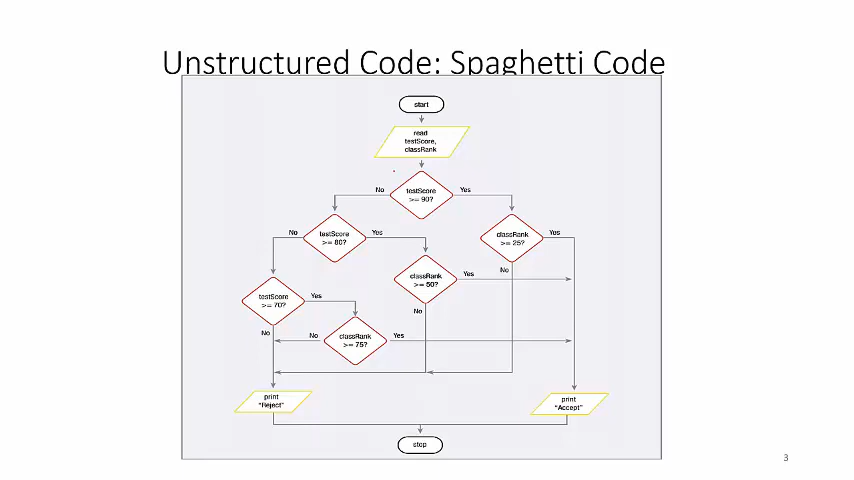 Unstructured Code: Spaghetti Code
start
read
testScore,
classRank
No
testScore
>= 90?
Yes
No
testScore
>= 80?
Yes
classRank
>= 25?
Yes
classRank
>= 50?
Yes
No
testScore
>= 70?
Yes
No
No
No
classRank
>= 75?
Yes
print
"Reject"
print
"Accept"
stop
3